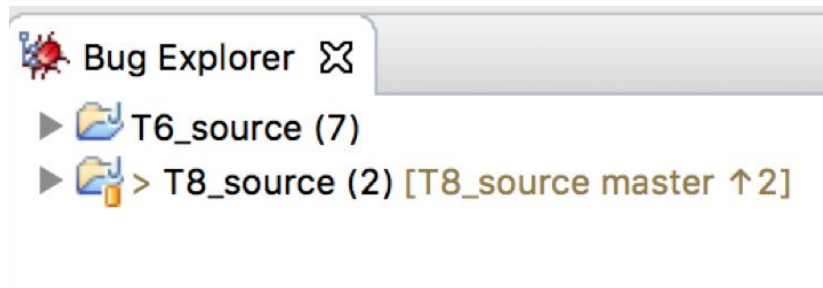 Bug Explorer
T6_source (7)
> T8_source (2) [T8_source master ↑2]